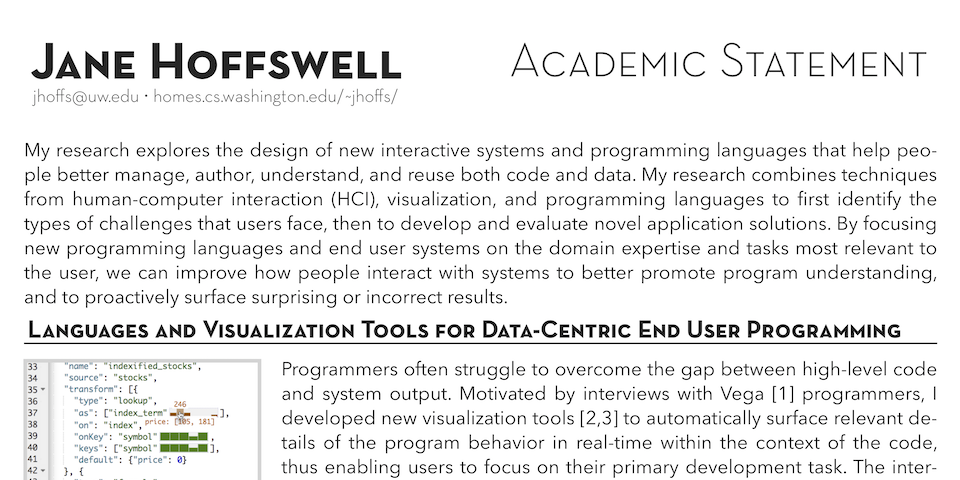 Jane Hoffswell
Academic Statement
jhoffs@uw.edu • homes.cs.washington.edu/~jhoffs/
My research explores the design of new interactive systems and programming languages that help peo-
ple better manage, author, understand, and reuse both code and data. My research combines techniques
from human-computer interaction (HCI), visualization, and programming languages to first identify the
types of challenges that users face, then to develop and evaluate novel application solutions. By focusing
new programming languages and end user systems on the domain expertise and tasks most relevant to
the user, we can improve how people interact with systems to better promote program understanding,
and to proactively surface surprising or incorrect results.
Languages and Visualization Tools for Data-Centric End User Programming
33 "name": "indexified_stocks",
34 "source": "stocks",
35 "transform": [{
36 "type": "lookup",
246
37 "as": ["index_term" ],
price: [105, 181]
38 "on": "index",
39 "onKey": "symbol" ,
40 "keys": ["symbol" ],
41 "default": {"price": 0}
42 }, {
Programmers often struggle to overcome the gap between high-level code
and system output. Motivated by interviews with Vega [1] programmers, I
developed new visualization tools [2,3] to automatically surface relevant de-
tails of the program behavior in real-time within the context of the code,
thus enabling users to focus on their primary development task. The inter-